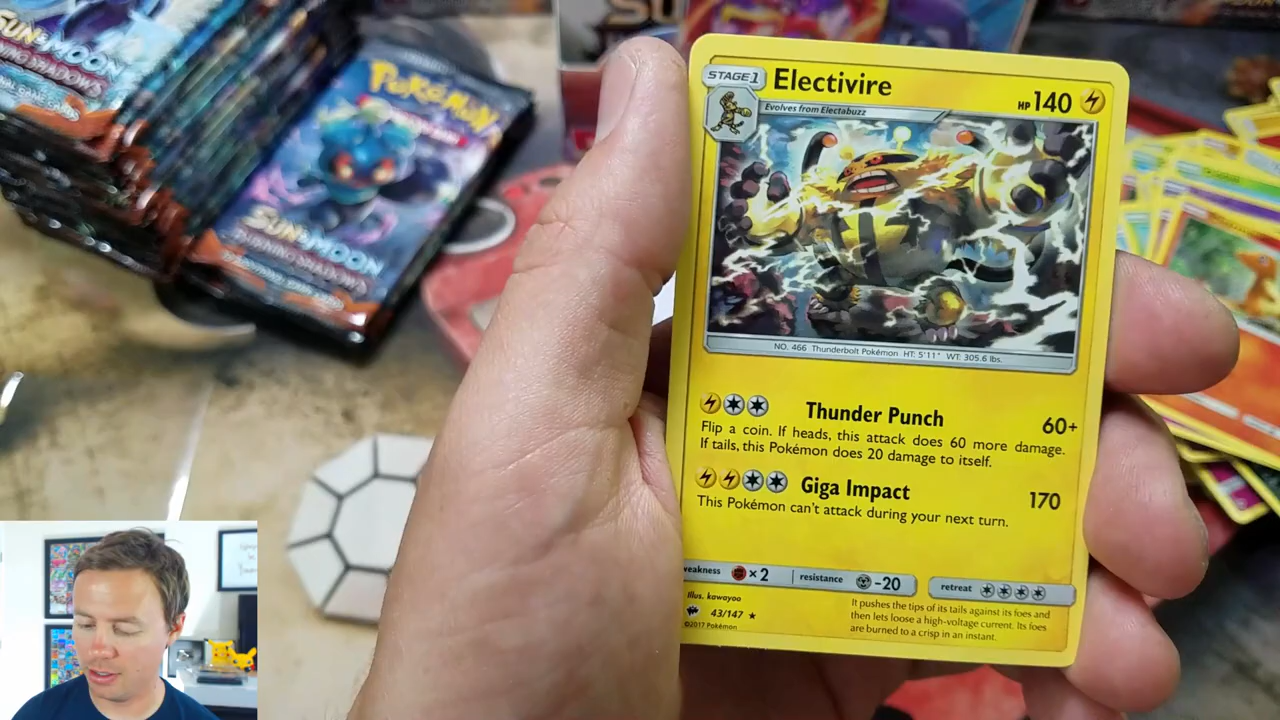 SUN & MOON
BURNING SHADOWS
POKÉMON
SUN & MOON
BURNING SHADOWS
SU
STAGE 1
Electivire
HP 140
Evolves from Electabuzz
NO. 466 Thunderbolt Pokémon HT: 5'11" WT: 305.6 lbs.
Thunder Punch 60+
Flip a coin. If heads, this attack does 60 more damage.
If tails, this Pokémon does 20 damage to itself.
Giga Impact 170
This Pokémon can't attack during your next turn.
weakness ×2 resistance -20 retreat
Illus. kawayoo
43/147 ★
©2017 Pokémon
It pushes the tips of its tails against its foes and
then lets loose a high-voltage current. Its foes
are burned to a crisp in an instant.